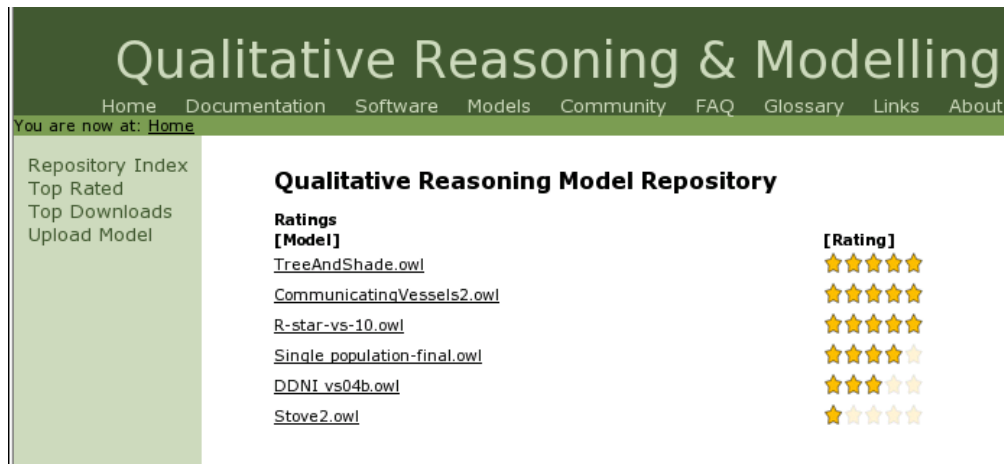 Qualitative Reasoning & Modelling
Home Documentation Software Models Community FAQ Glossary Links About
You are now at: Home
Repository Index
Top Rated
Top Downloads
Upload Model
Qualitative Reasoning Model Repository
Ratings
[Model] [Rating]
TreeAndShade.owl
CommunicatingVessels2.owl
R-star-vs-10.owl
Single population-final.owl
DDNI vs04b.owl
Stove2.owl